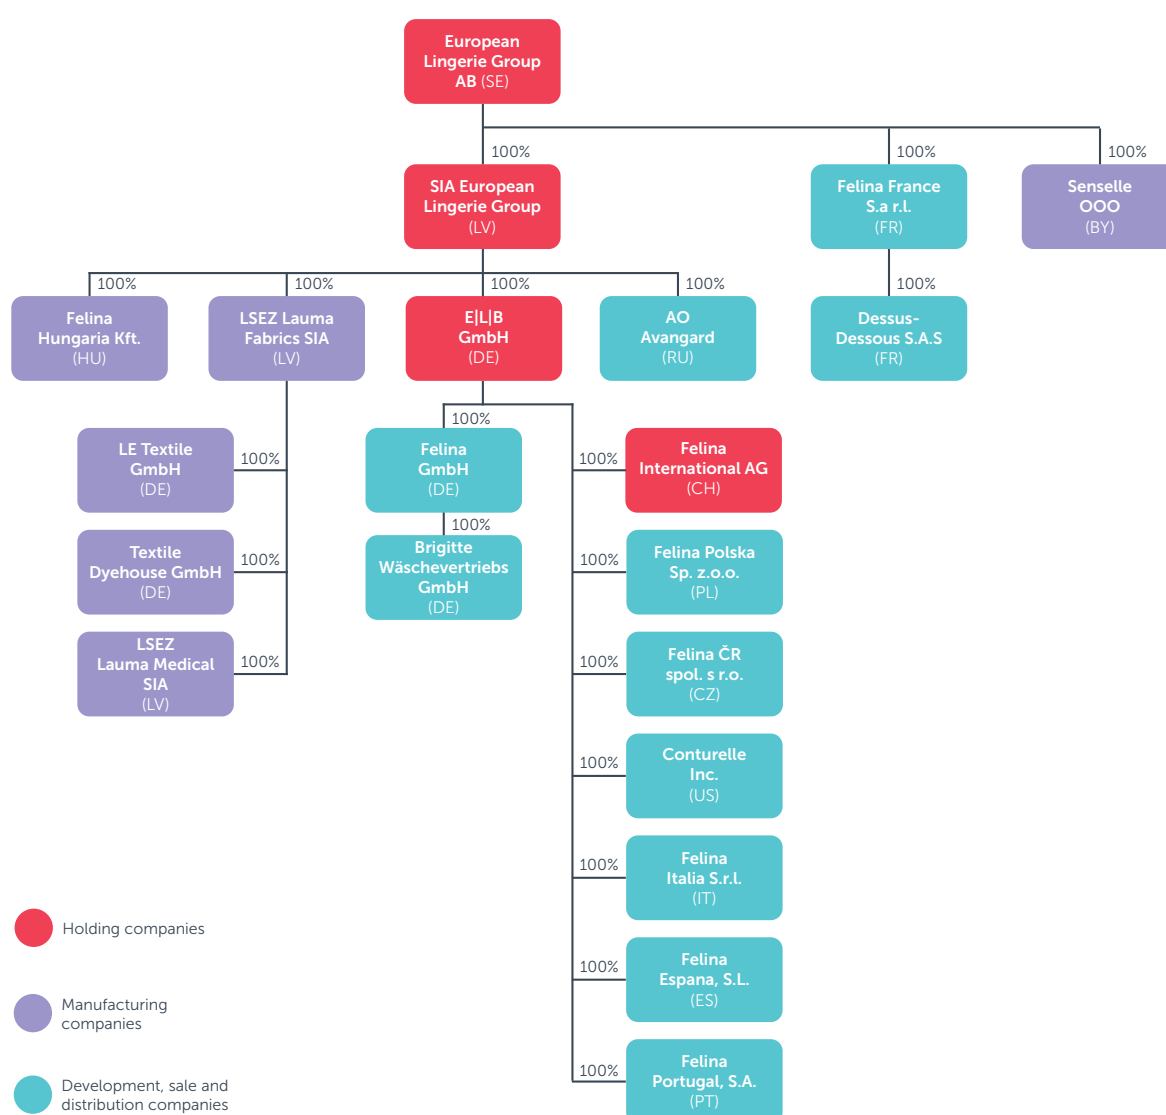 European
Lingerie Group
AB (SE)
100%
100%
100%
SIA European
Lingerie Group
(LV)
Felina France
S.a r.l.
(FR)
Senselle
OOO
(BY)
100%
100%
100%
100%
100%
Felina
Hungaria Kft.
(HU)
LSEZ Lauma
Fabrics SIA
(LV)
E|L|B
GmbH
(DE)
AO
Avangard
(RU)
Dessus-
Dessous S.A.S
(FR)
100%
LE Textile
GmbH
(DE)
100%
Felina
GmbH
(DE)
100%
Felina
International AG
(CH)
100%
Textile
Dyehouse GmbH
(DE)
100%
Brigitte
Wäschevertriebs
GmbH
(DE)
100%
Felina Polska
Sp. z.o.o.
(PL)
LSEZ
Lauma Medical
SIA
(LV)
100%
100%
Felina ČR
spol. s r.o.
(CZ)
100%
Conturelle
Inc.
(US)
100%
Felina
Italia S.r.l.
(IT)
Holding companies
100%
Felina
Espana, S.L.
(ES)
Manufacturing
companies
100%
Felina
Portugal, S.A.
(PT)
Development, sale and
distribution companies